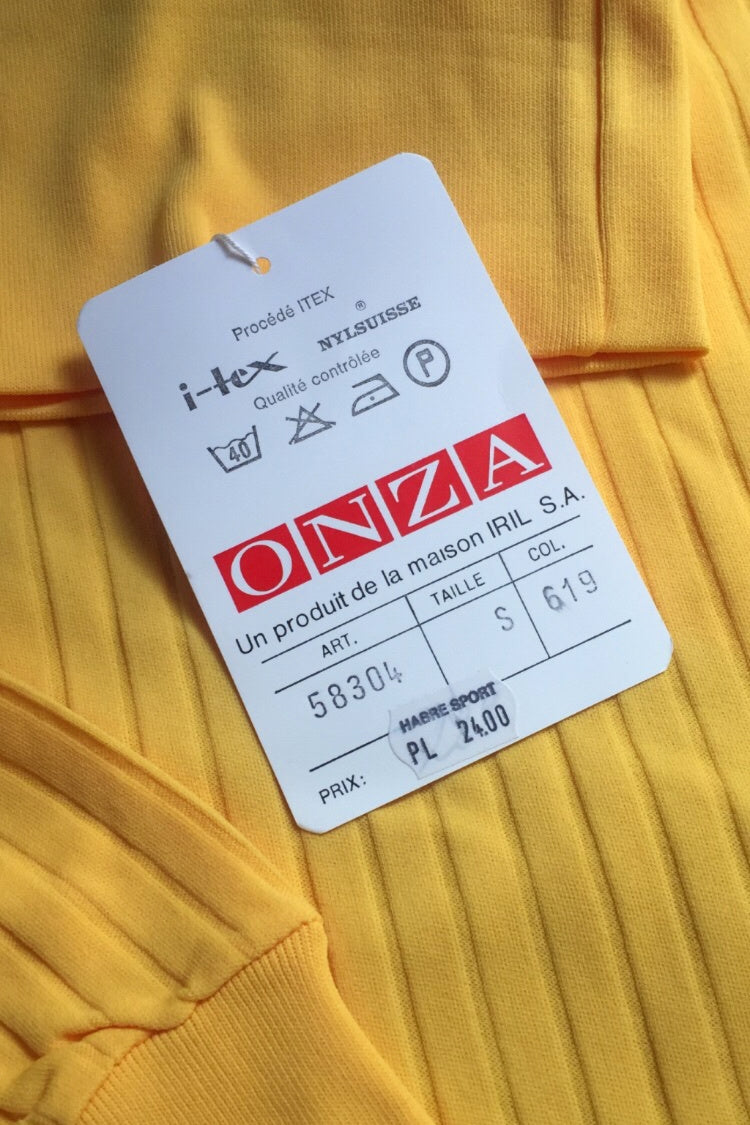 Procédé ITEX
i-tex NYLSUISSE ®
Qualité contrôlée
40 P
ONZA
Un produit de la maison IRIL S.A.
ART. TAILLE COL.
58304 S 619
HABRE SPORT
PL 24.00
PRIX: